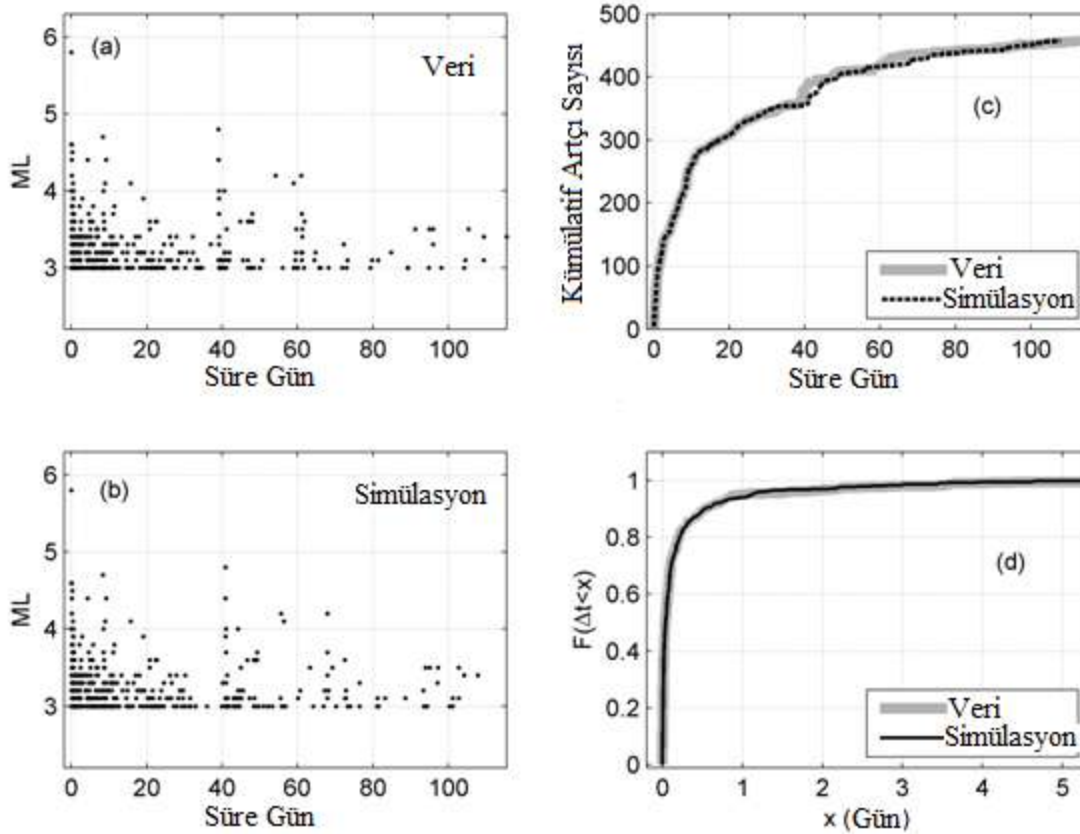 (a)
Veri
6
5
4
3
ML
0 20 40 60 80 100
Süre Gün
Kümülatif Artçı Sayısı
500
400
300
200
100
0
(c)
Veri
Simülasyon
0 20 40 60 80 100
Süre Gün
(b)
Simülasyon
6
5
4
3
ML
0 20 40 60 80 100
Süre Gün
F(Δt<x)
1
0.8
0.6
0.4
0.2
0
(d)
Veri
Simülasyon
0 1 2 3 4 5
x (Gün)